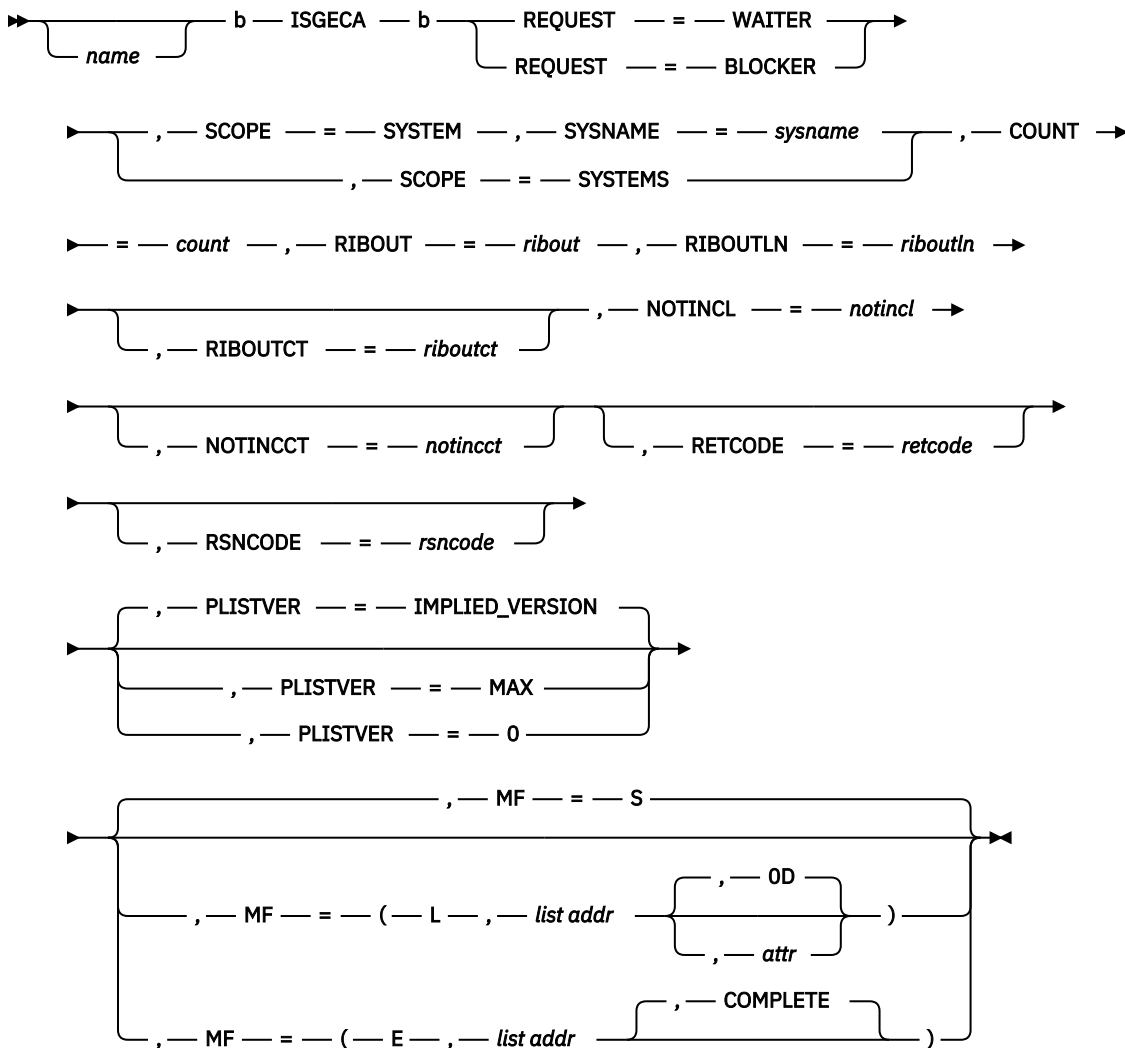 b ISGECA b REQUEST = WAITER
name
REQUEST = BLOCKER
, SCOPE = SYSTEM , SYSNAME = sysname , COUNT
, SCOPE = SYSTEMS
= count , RIBOUT = ribout , RIBOUTLN = riboutln
, NOTINCL = notincl
, RIBOUTCT = riboutct
, NOTINCCT = notincct , RETCODE = retcode
, RSNCODE = rsncode
, PLISTVER = IMPLIED_VERSION
, PLISTVER = MAX
, PLISTVER = 0
, MF = S
, 0D
, MF = ( L , list addr )
, attr
, COMPLETE
, MF = ( E , list addr )